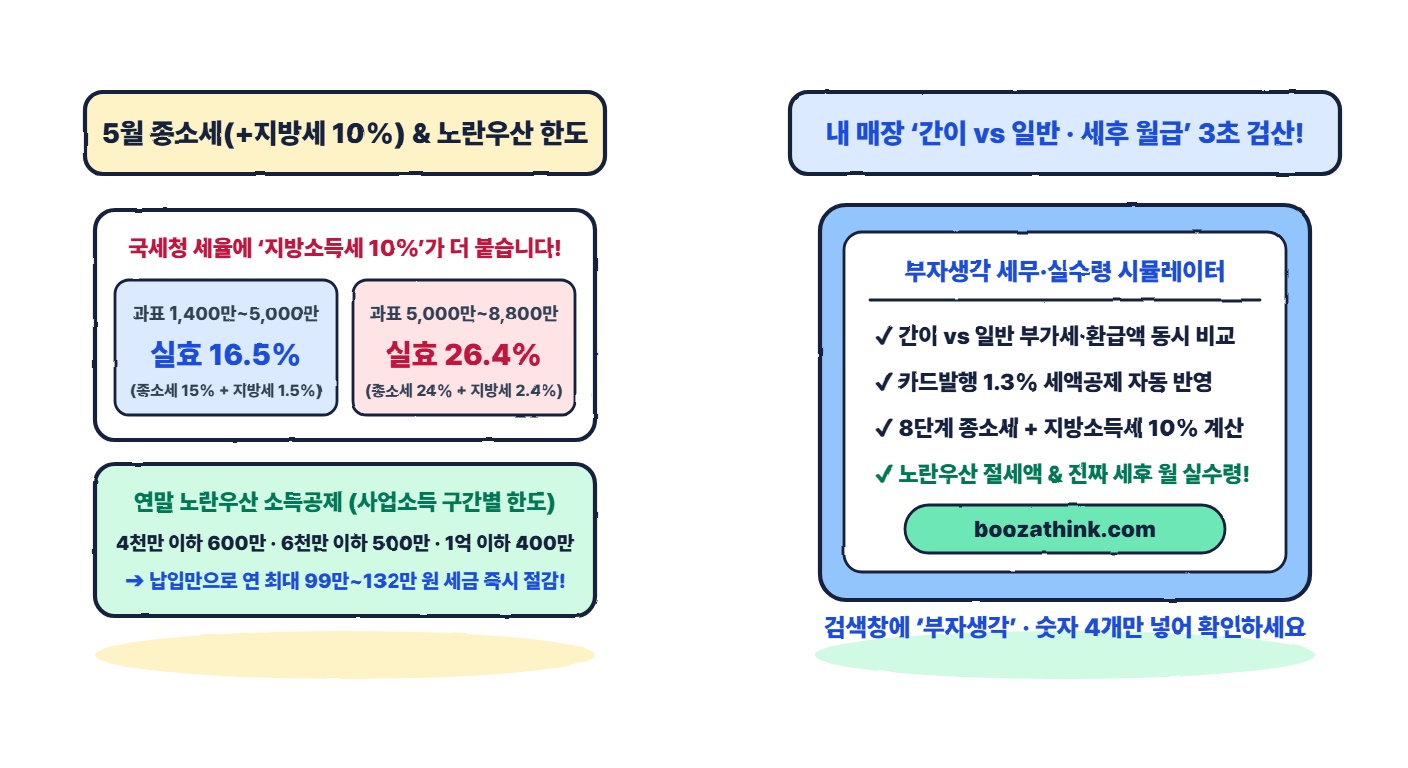 5월 종소세(+지방세 10%) & 노란우산 한도
국세청 세율에 ‘지방소득세 10%’가 더 붙습니다!
과표 1,400만~5,000만
실효 16.5%
(종소세 15% + 지방세 1.5%)
과표 5,000만~8,800만
실효 26.4%
(종소세 24% + 지방세 2.4%)
연말 노란우산 소득공제 (사업소득 구간별 한도)
4천만 이하 600만 · 6천만 이하 500만 · 1억 이하 400만
➔ 납입만으로 연 최대 99만~132만 원 세금 즉시 절감!
내 매장 ‘간이 vs 일반 · 세후 월급’ 3초 검산!
부자생각 세무·실수령 시뮬레이터
✓ 간이 vs 일반 부가세·환급액 동시 비교
✓ 카드발행 1.3% 세액공제 자동 반영
✓ 8단계 종소세 + 지방소득세 10% 계산
✓ 노란우산 절세액 & 진짜 세후 월 실수령!
boozathink.com
검색창에 ‘부자생각’ · 숫자 4개만 넣어 확인하세요